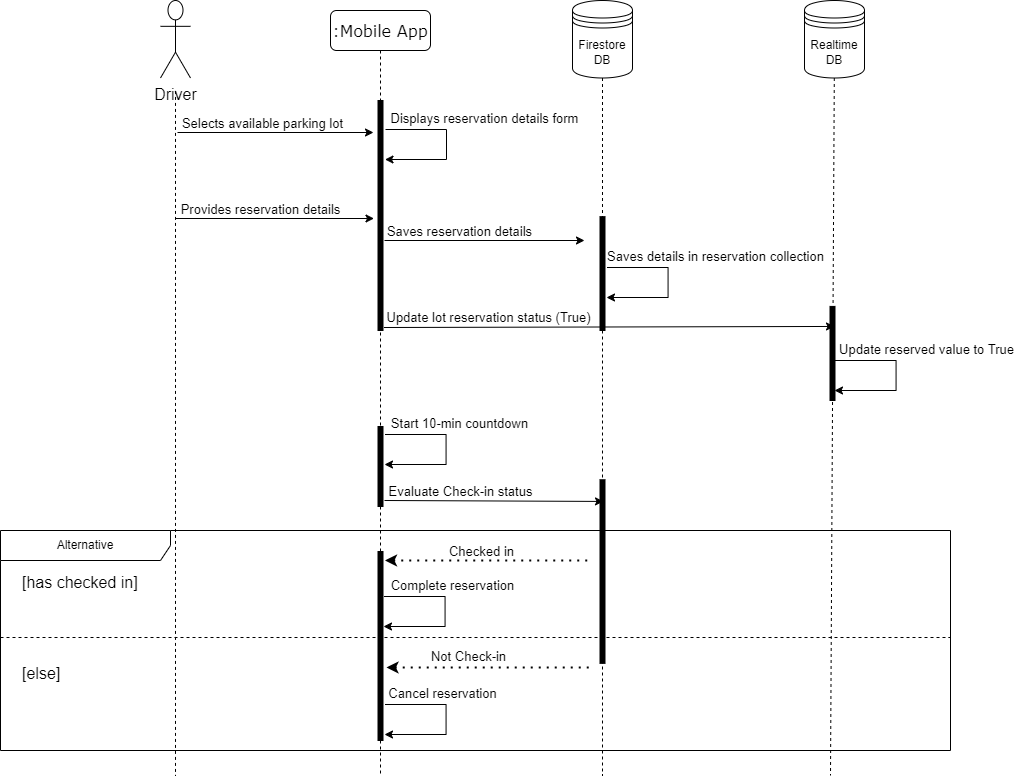 Driver
:Mobile App
Firestore
DB
Realtime
DB
Selects available parking lot
Displays reservation details form
Provides reservation details
Saves reservation details
Saves details in reservation collection
Update lot reservation status (True)
Update reserved value to True
Start 10-min countdown
Evaluate Check-in status
Alternative
Checked in
[has checked in]
Complete reservation
Not Check-in
[else]
Cancel reservation